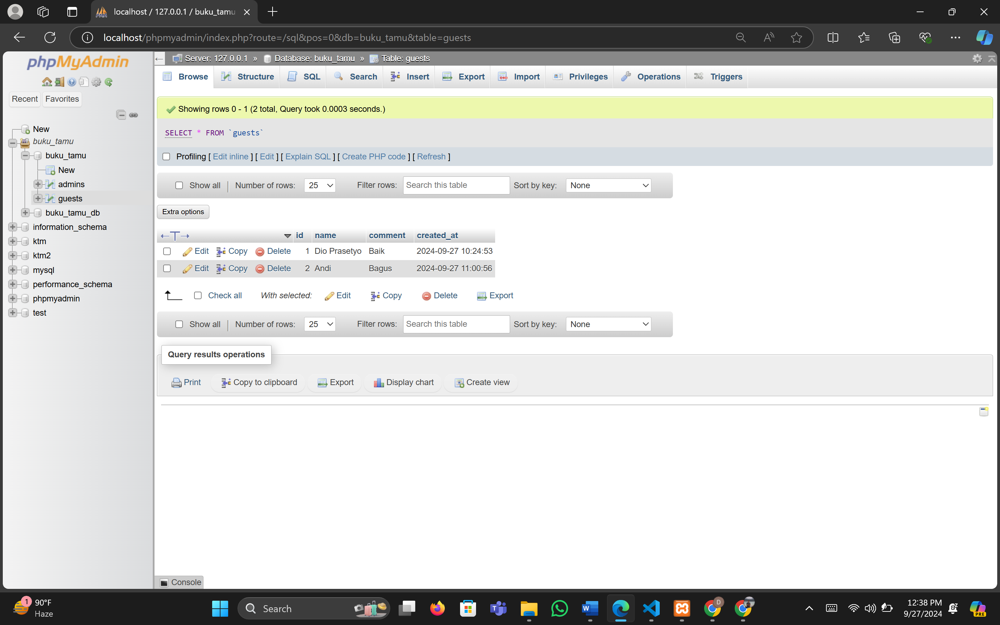 localhost / 127.0.0.1 / buku_tamu
localhost/phpmyadmin/index.php?route=/sql&pos=0&db=buku_tamu&table=guests
phpMyAdmin
Recent
Favorites
New
buku_tamu
buku_tamu
New
admins
guests
buku_tamu_db
information_schema
ktm
ktm2
mysql
performance_schema
phpmyadmin
test
Server: 127.0.0.1 » Database: buku_tamu » Table: guests
Browse Structure SQL Search Insert Export Import Privileges Operations Triggers
Showing rows 0 - 1 (2 total, Query took 0.0003 seconds.)
SELECT * FROM `guests`
Profiling [ Edit inline ] [ Edit ] [ Explain SQL ] [ Create PHP code ] [ Refresh ]
Show all | Number of rows: 25 Filter rows: Search this table Sort by key: None
Extra options
←T→ id name comment created_at
Edit Copy Delete 1 Dio Prasetyo Baik 2024-09-27 10:24:53
Edit Copy Delete 2 Andi Bagus 2024-09-27 11:00:56
Check all With selected: Edit Copy Delete Export
Show all | Number of rows: 25 Filter rows: Search this table Sort by key: None
Query results operations
Print Copy to clipboard Export Display chart Create view
Console
1
90°F
Haze
Search
D
12:38 PM
9/27/2024
PRE